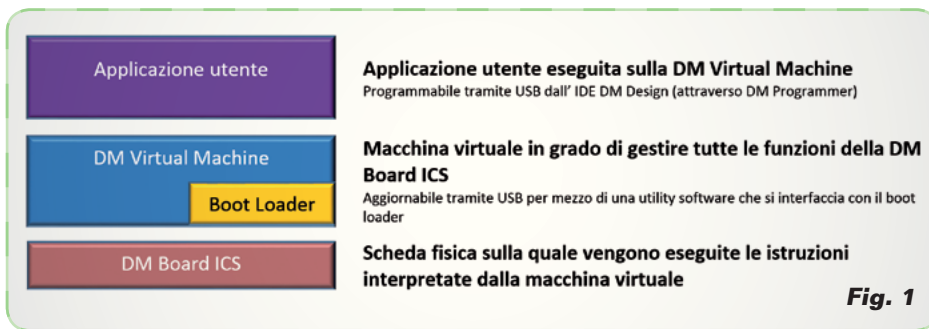 Applicazione utente
Applicazione utente eseguita sulla DM Virtual Machine
Programmabile tramite USB dall' IDE DM Design (attraverso DM Programmer)
DM Virtual Machine
Boot Loader
Macchina virtuale in grado di gestire tutte le funzioni della DM
Board ICS
Aggiornabile tramite USB per mezzo di una utility software che si interfaccia con il boot
loader
DM Board ICS
Scheda fisica sulla quale vengono eseguite le istruzioni
interpretate dalla macchina virtuale
Fig. 1